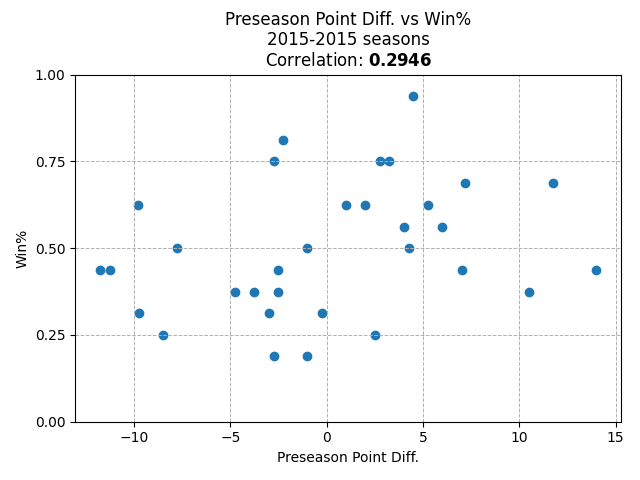 Preseason Point Diff. vs Win%
2015-2015 seasons
Correlation: 0.2946
1.00
0.75
0.50
0.25
0.00
Win%
−10
−5
0
5
10
15
Preseason Point Diff.